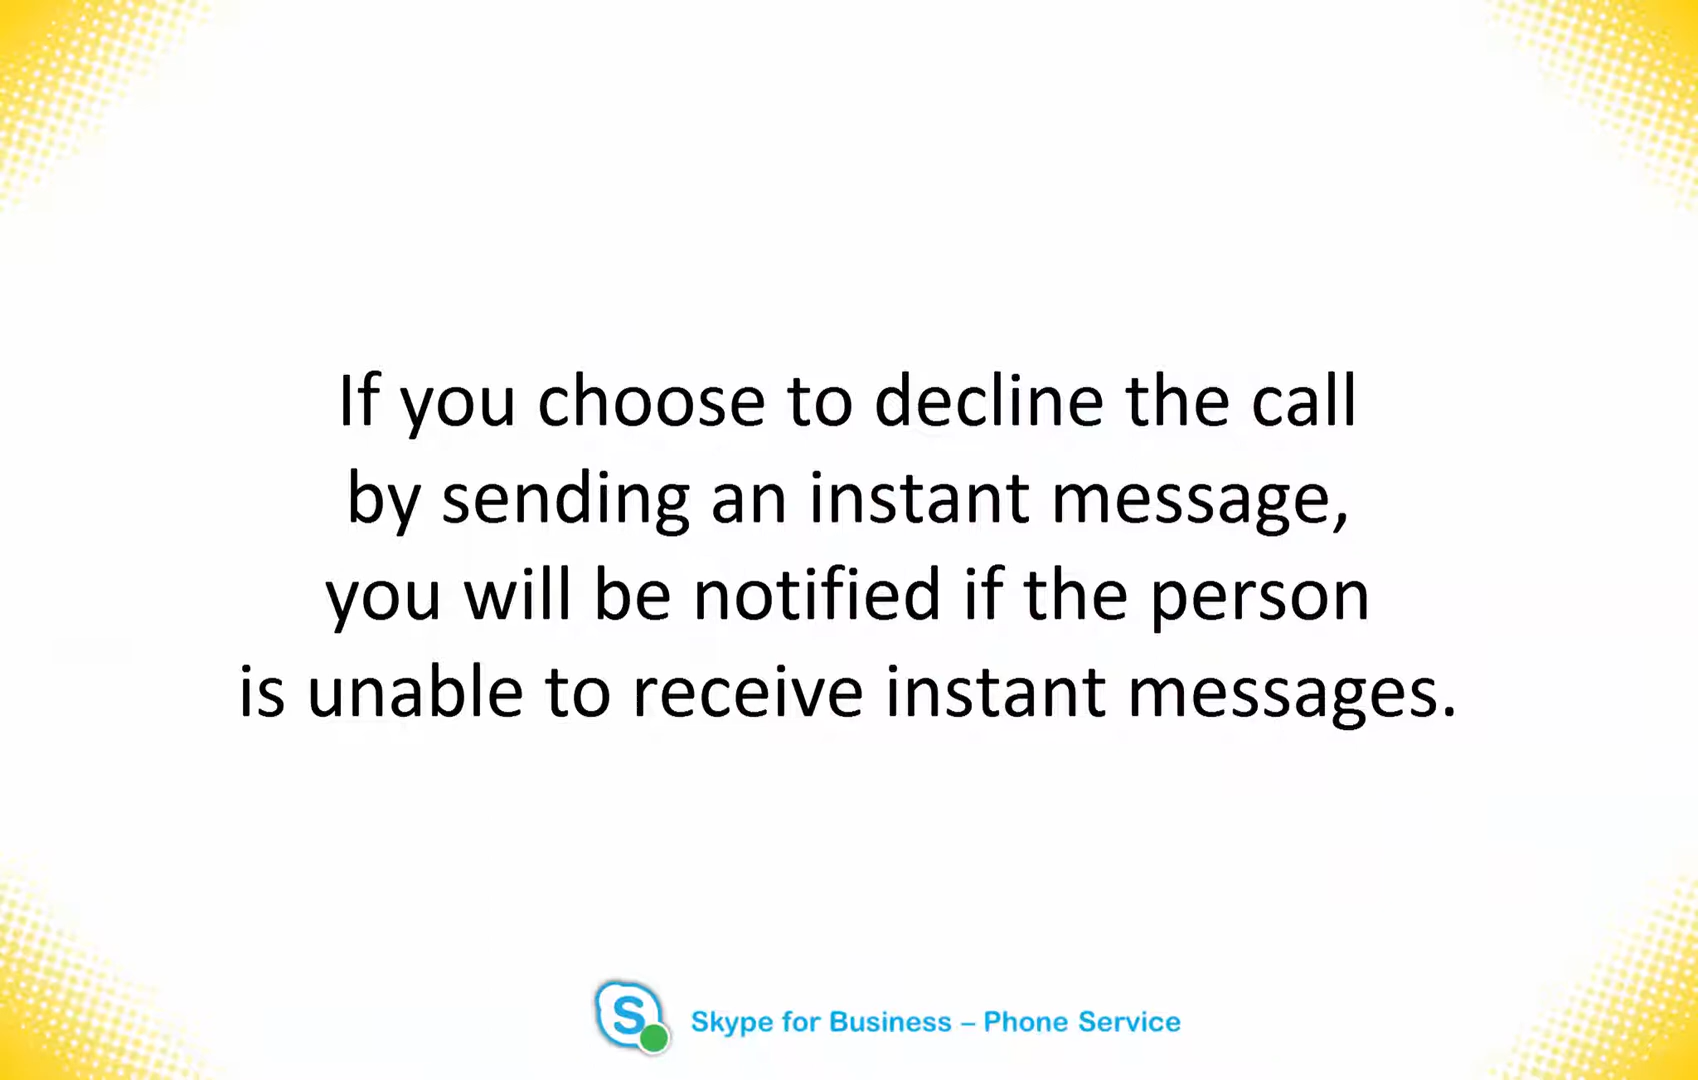 If you choose to decline the call
by sending an instant message,
you will be notified if the person
is unable to receive instant messages.
S
Skype for Business – Phone Service